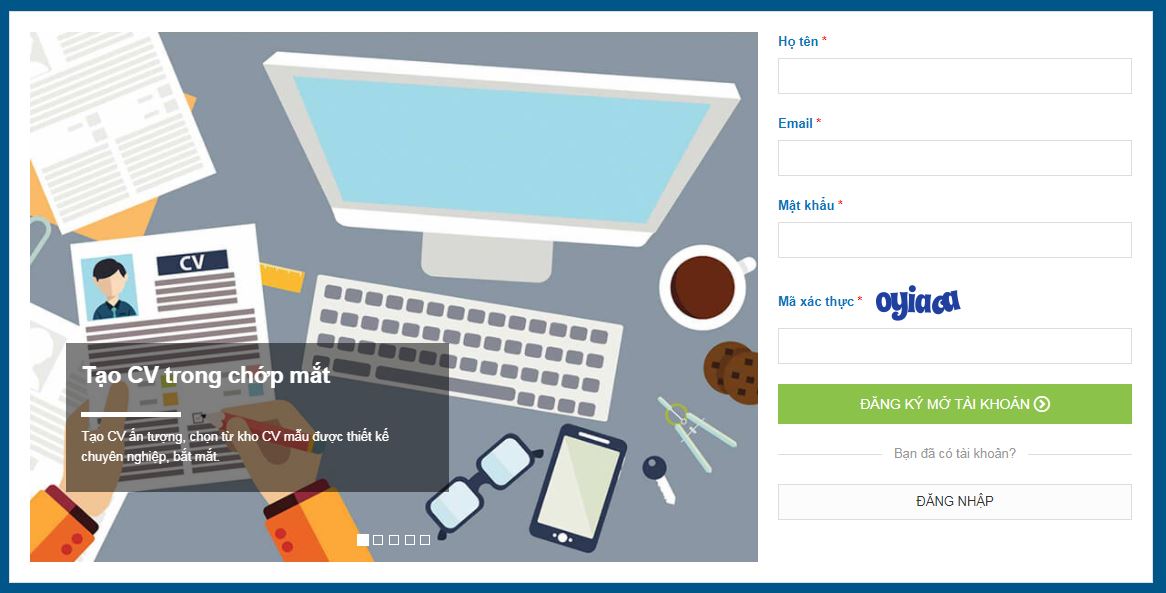 CV
Tạo CV trong chớp mắt
Tạo CV ấn tượng, chọn từ kho CV mẫu được thiết kế
chuyên nghiệp, bắt mắt.
Họ tên *
Email *
Mật khẩu *
Mã xác thực * oyiaca
ĐĂNG KÝ MỞ TÀI KHOẢN
Bạn đã có tài khoản?
ĐĂNG NHẬP